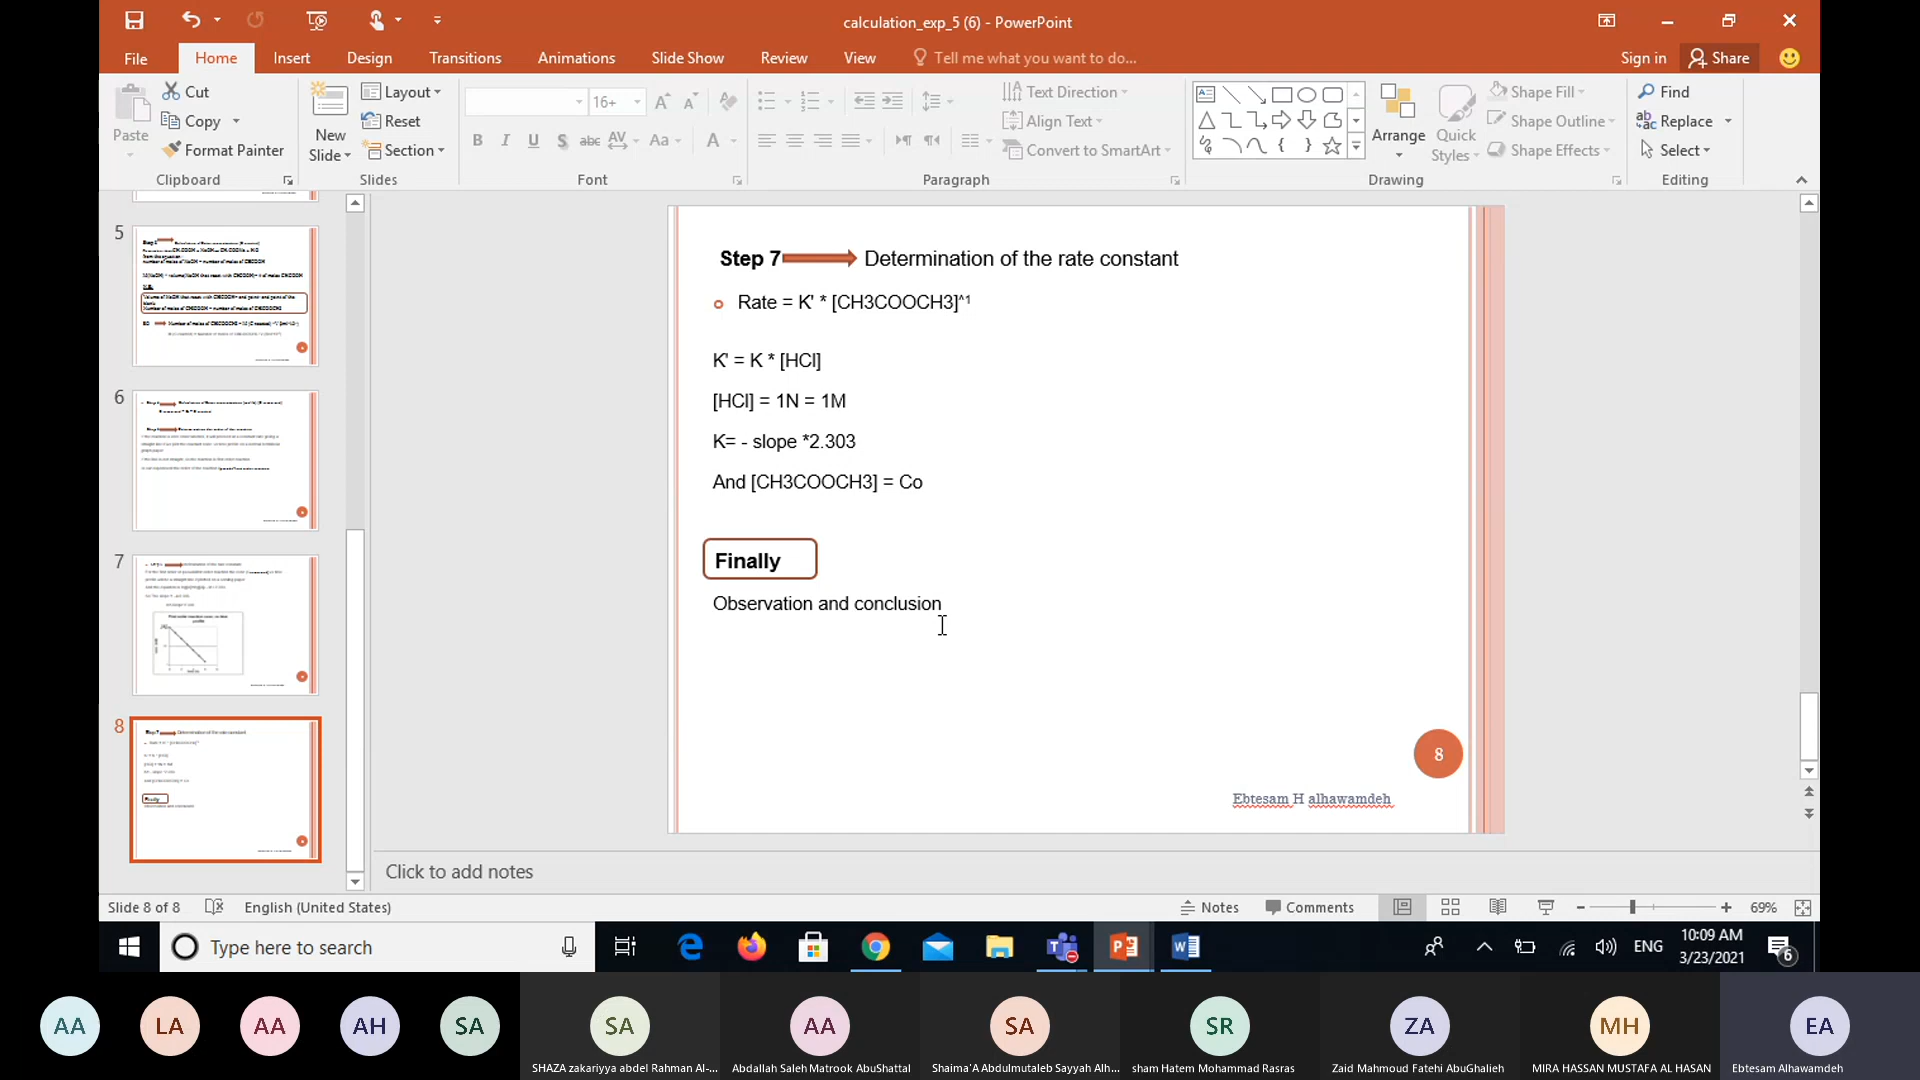 calculation_exp_5 (6) - PowerPoint
File Home Insert Design Transitions Animations Slide Show Review View Tell me what you want to do... Sign in Share
Paste
Cut
Copy
Format Painter
Clipboard
New
Slide
Layout
Reset
Section
Slides
16+
Font
Text Direction
Align Text
Convert to SmartArt
Paragraph
Arrange
Quick
Styles
Shape Fill
Shape Outline
Shape Effects
Drawing
Find
Replace
Select
Editing
5
6
7
8
Step 7 Determination of the rate constant
Rate = K' * [CH3COOCH3]^1
K' = K * [HCl]
[HCl] = 1N = 1M
K= - slope *2.303
And [CH3COOCH3] = Co
Finally
Observation and conclusion
8
Ebtesam H alhawamdeh
Click to add notes
Slide 8 of 8 English (United States) Notes Comments 69%
Type here to search
ENG
10:09 AM
3/23/2021
6
AA LA AA AH SA SA AA SA SR ZA MH EA
SHAZA zakariyya abdel Rahman Al-...
Abdallah Saleh Matrook AbuShattal
Shaima'A Abdulmutaleb Sayyah Alh...
sham Hatem Mohammad Rasras
Zaid Mahmoud Fatehi AbuGhalieh
MIRA HASSAN MUSTAFA AL HASAN
Ebtesam Alhawamdeh